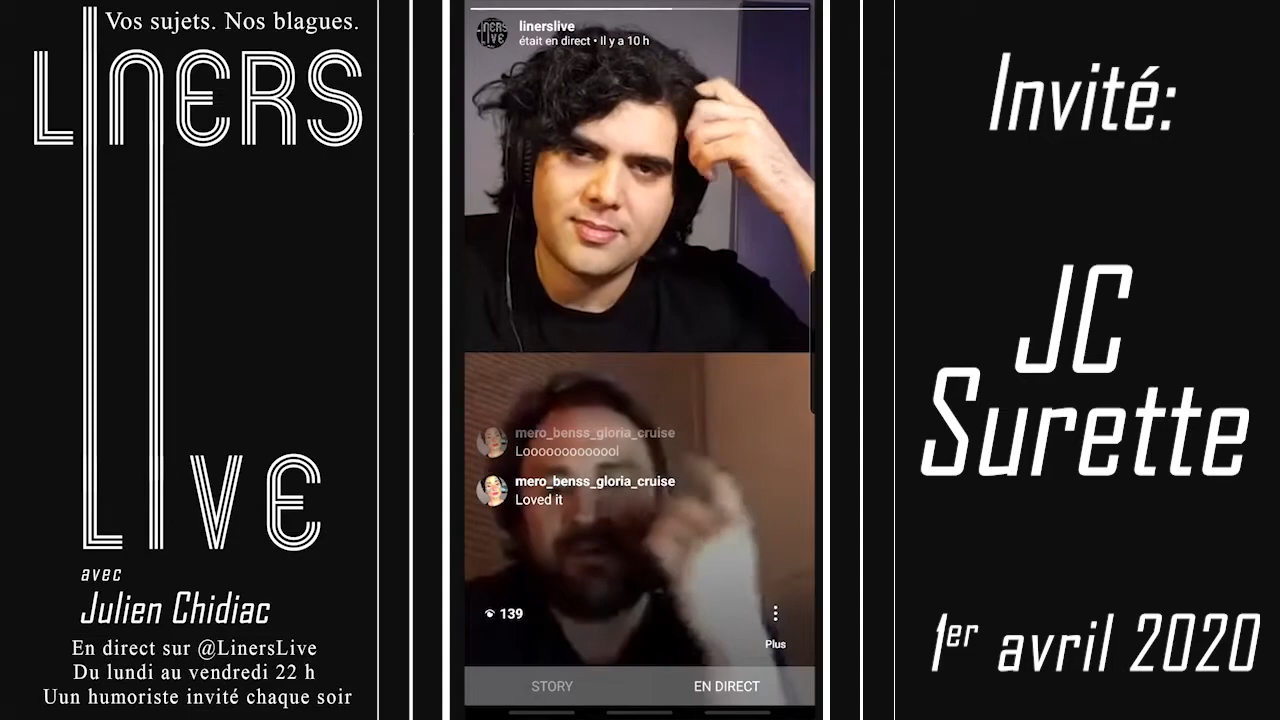 Vos sujets. Nos blagues.
LINERS
LIVE
avec
Julien Chidiac
En direct sur @LinersLive
Du lundi au vendredi 22 h
Uun humoriste invité chaque soir
LINERS
LIVE
linerslive
était en direct • Il y a 10 h
mero_benss_gloria_cruise
Looooooooooool
mero_benss_gloria_cruise
Loved it
139
Plus
STORY
EN DIRECT
Invité:
JC
Surette
1er avril 2020